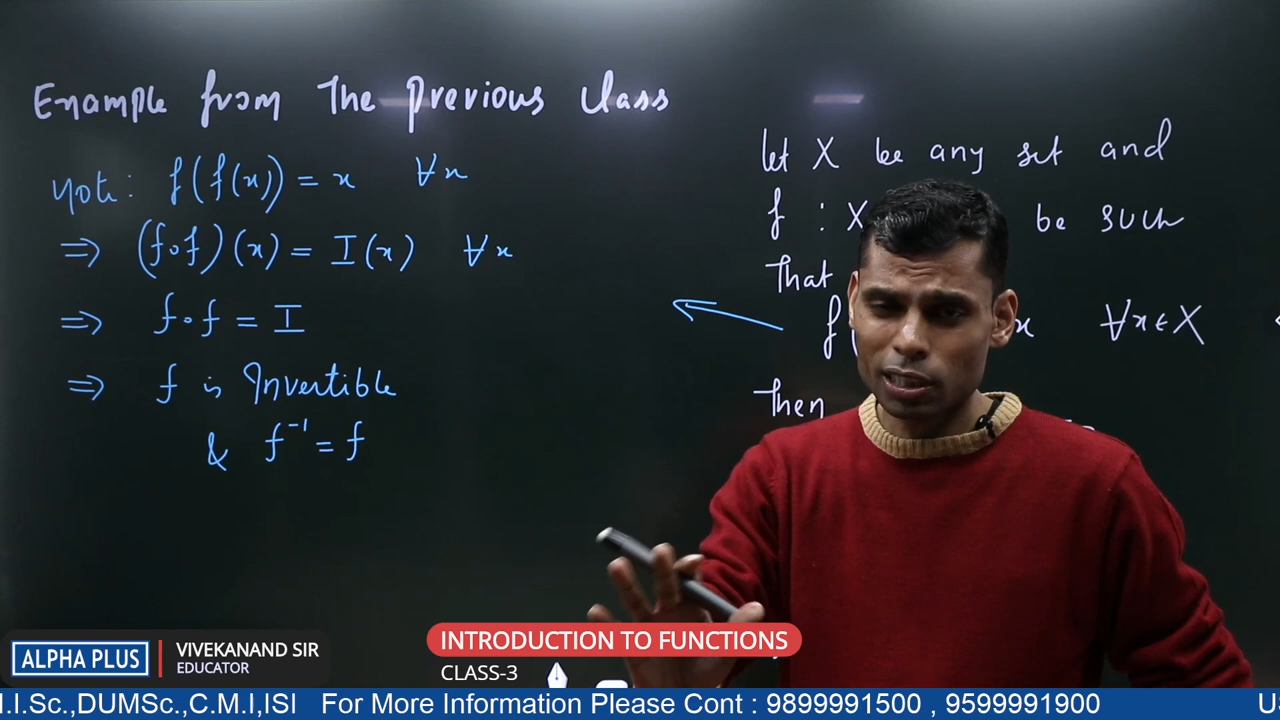 Example from The Previous Class
Note: f(f(x)) = x ∀x
⇒ (f∘f)(x) = I(x) ∀x
⇒ f∘f = I
⇒ f is Invertible
& f⁻¹ = f
let X be any set and
f : X be such
That
f( x ∀x∈X
Then
ALPHA PLUS
VIVEKANAND SIR
EDUCATOR
INTRODUCTION TO FUNCTIONS
CLASS-3
I.I.Sc.,DUMSc.,C.M.I,ISI For More Information Please Cont : 9899991500 , 9599991900